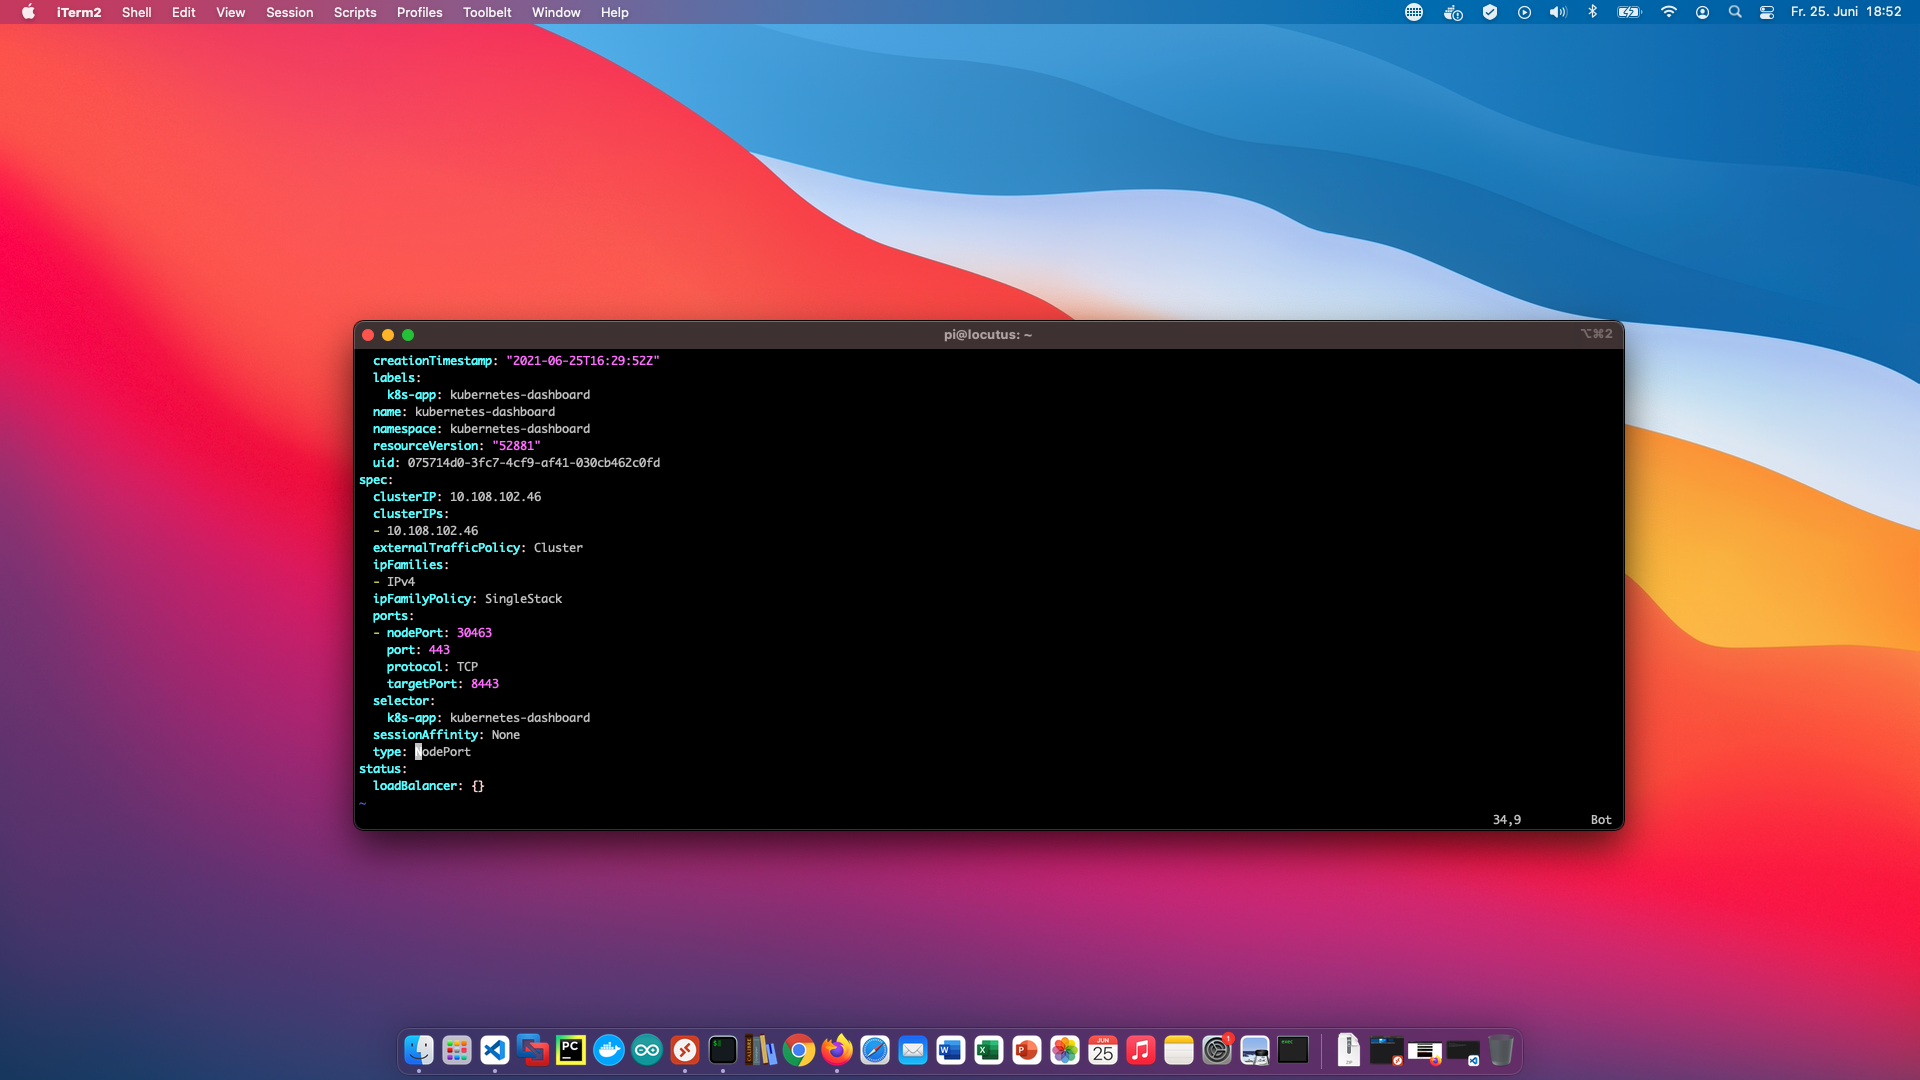 iTerm2 Shell Edit View Session Scripts Profiles Toolbelt Window Help Fr. 25. Juni 18:52
pi@locutus: ~ ⌥⌘2
creationTimestamp: "2021-06-25T16:29:52Z"
labels:
k8s-app: kubernetes-dashboard
name: kubernetes-dashboard
namespace: kubernetes-dashboard
resourceVersion: "52881"
uid: 075714d0-3fc7-4cf9-af41-030cb462c0fd
spec:
clusterIP: 10.108.102.46
clusterIPs:
- 10.108.102.46
externalTrafficPolicy: Cluster
ipFamilies:
- IPv4
ipFamilyPolicy: SingleStack
ports:
- nodePort: 30463
port: 443
protocol: TCP
targetPort: 8443
selector:
k8s-app: kubernetes-dashboard
sessionAffinity: None
type: NodePort
status:
loadBalancer: {}
~
34,9 Bot
PC
CALIBRE
W
X
P
JUN
25
1
EXEC
ZIP